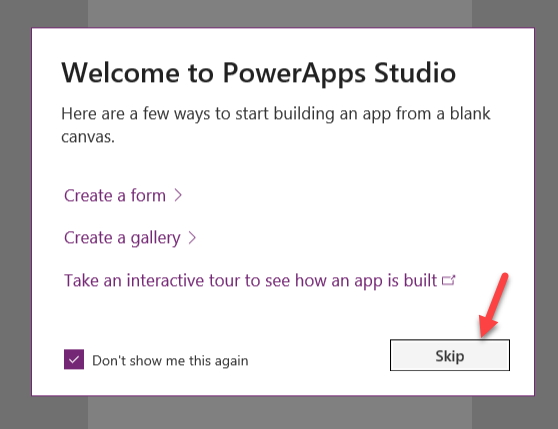 Welcome to PowerApps Studio
Here are a few ways to start building an app from a blank
canvas.
Create a form
Create a gallery
Take an interactive tour to see how an app is built
Don't show me this again
Skip